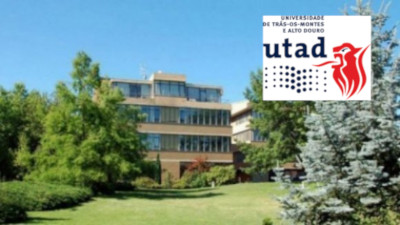 UNIVERSIDADE
DE TRÁS-OS-MONTES
E ALTO DOURO
utad